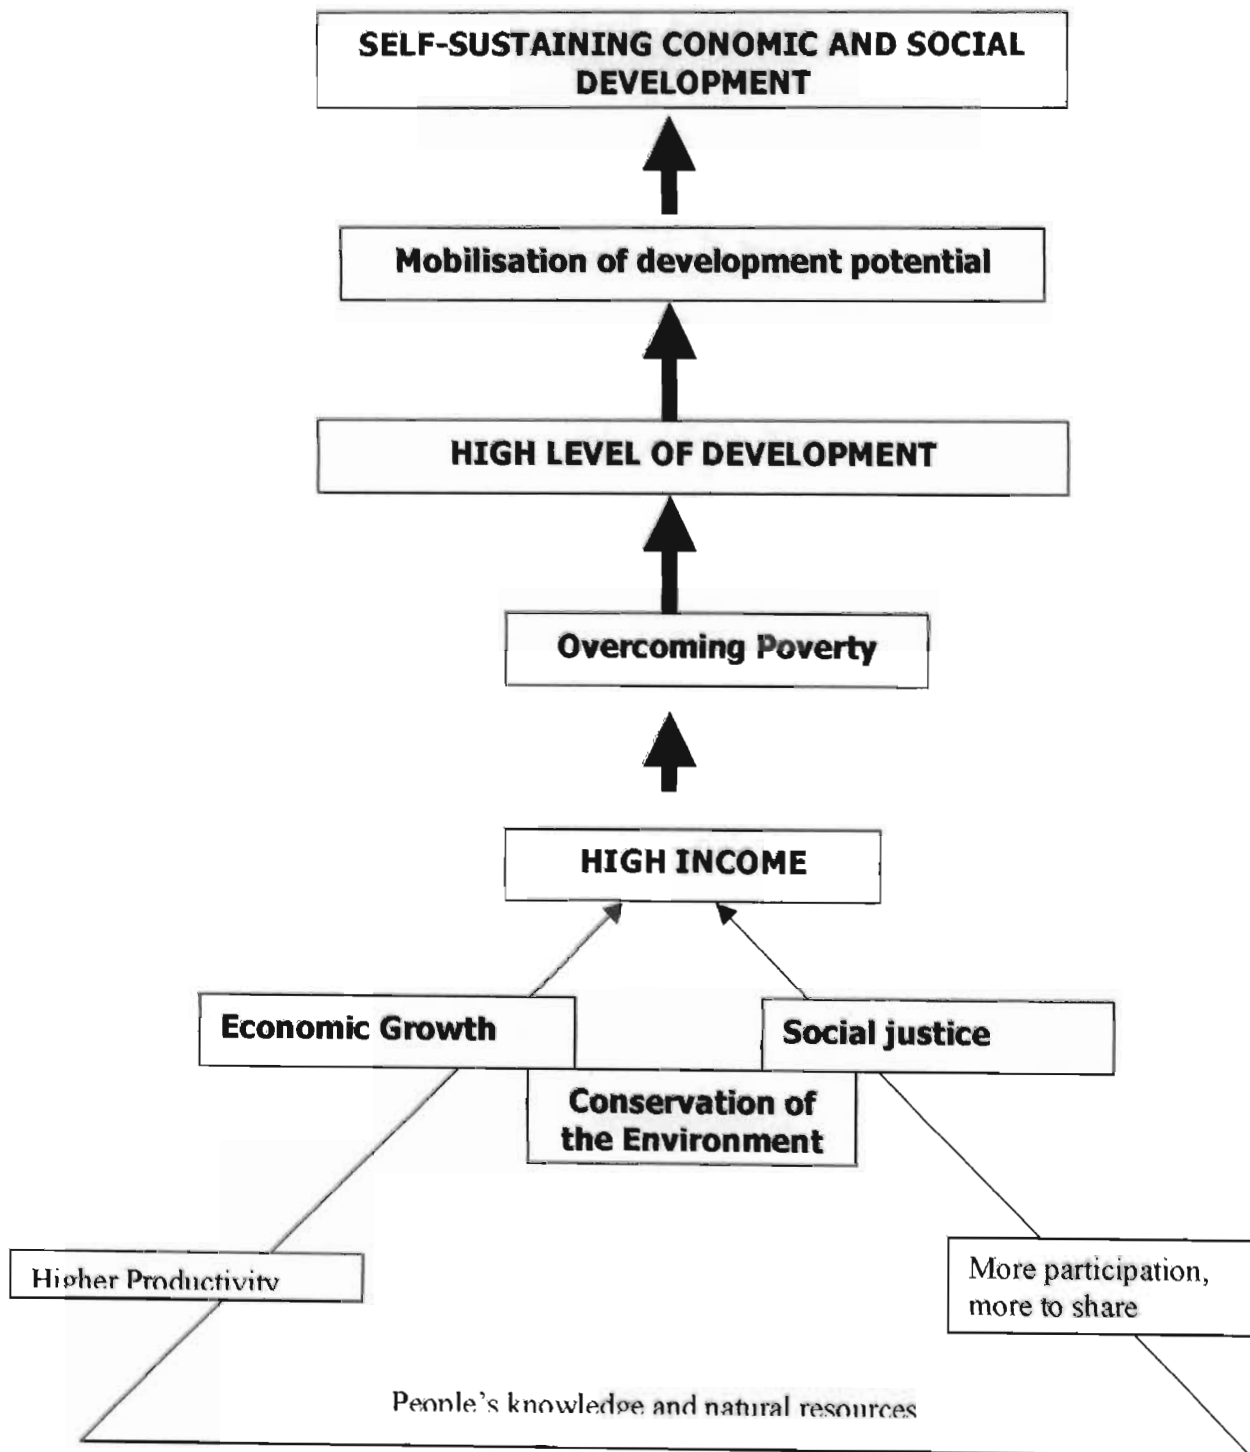 SELF-SUSTAINING CONOMIC AND SOCIAL
DEVELOPMENT
Mobilisation of development potential
HIGH LEVEL OF DEVELOPMENT
Overcoming Poverty
HIGH INCOME
Economic Growth
Social justice
Conservation of
the Environment
Higher Productivity
More participation,
more to share
People's knowledge and natural resources